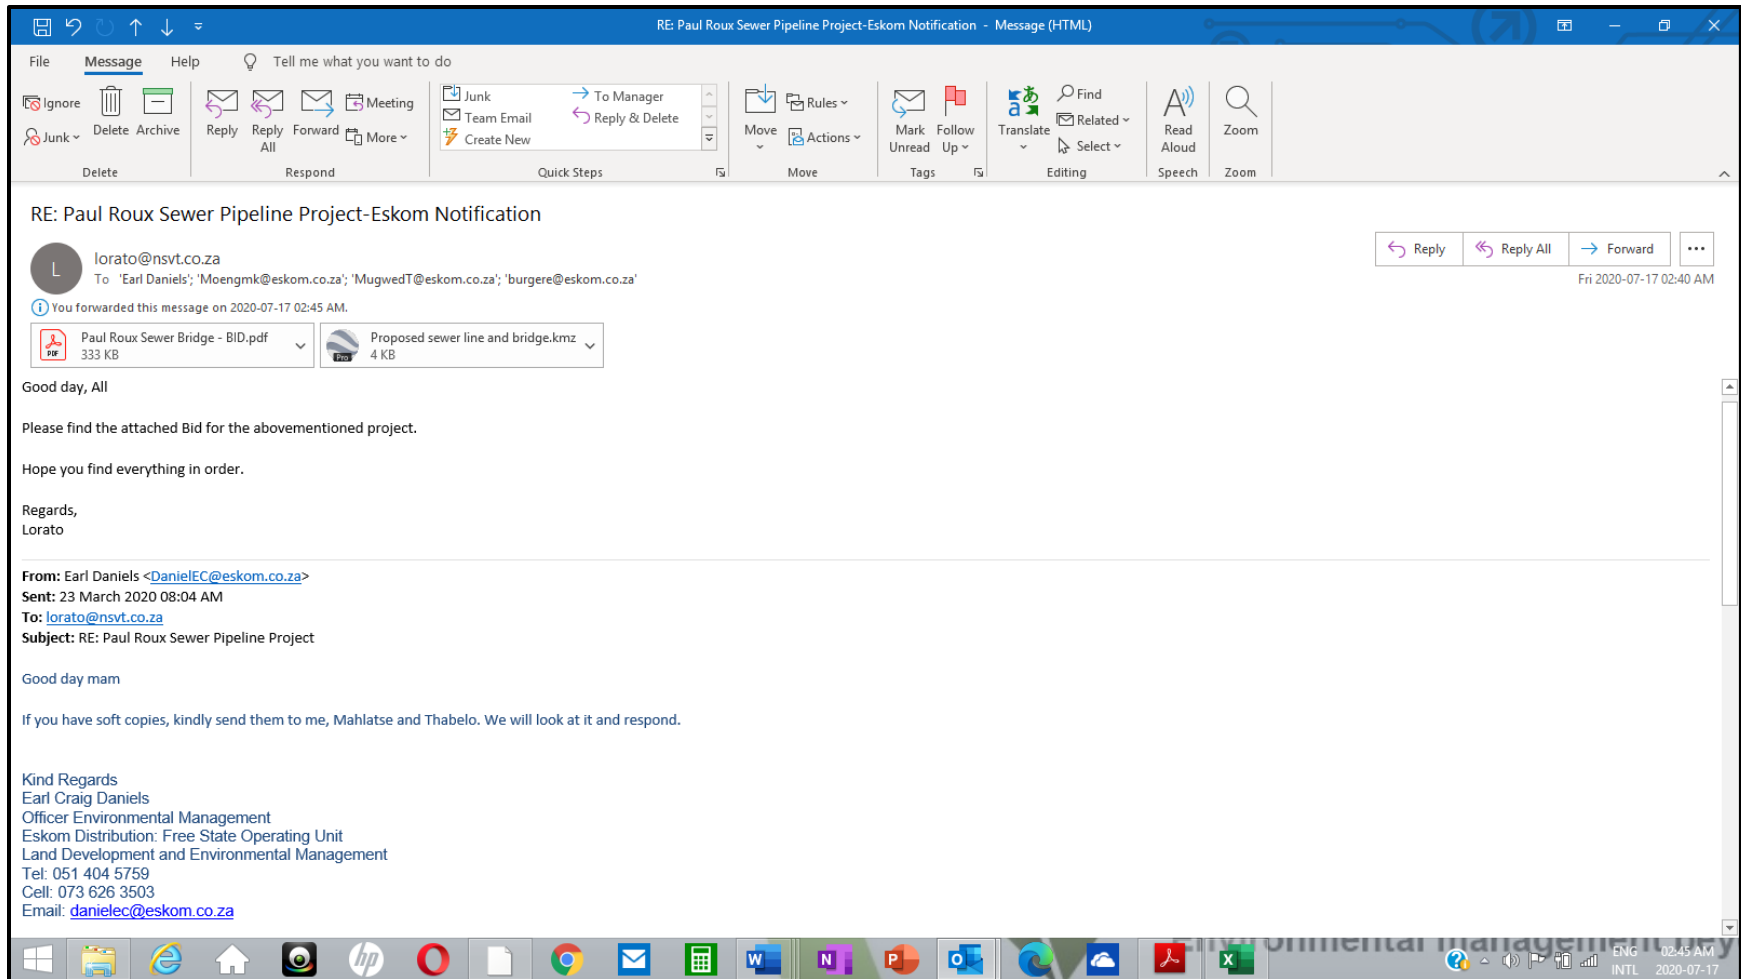 RE: Paul Roux Sewer Pipeline Project-Eskom Notification - Message (HTML)
File Message Help Tell me what you want to do
Ignore
Junk
Delete
Archive
Delete
Reply
Reply All
Forward
Meeting
More
Respond
Junk
Team Email
Create New
To Manager
Reply & Delete
Quick Steps
Move
Rules
Actions
Move
Mark Unread
Follow Up
Tags
Translate
Find
Related
Select
Editing
Read Aloud
Speech
Zoom
Zoom
RE: Paul Roux Sewer Pipeline Project-Eskom Notification
Reply Reply All Forward
L
lorato@nsvt.co.za
To 'Earl Daniels'; 'Moengmk@eskom.co.za'; 'MugwedT@eskom.co.za'; 'burgere@eskom.co.za'
Fri 2020-07-17 02:40 AM
You forwarded this message on 2020-07-17 02:45 AM.
PDF
Paul Roux Sewer Bridge - BID.pdf
333 KB
Pro
Proposed sewer line and bridge.kmz
4 KB
Good day, All
Please find the attached Bid for the abovementioned project.
Hope you find everything in order.
Regards,
Lorato
From: Earl Daniels <DanielEC@eskom.co.za>
Sent: 23 March 2020 08:04 AM
To: lorato@nsvt.co.za
Subject: RE: Paul Roux Sewer Pipeline Project
Good day mam
If you have soft copies, kindly send them to me, Mahlatse and Thabelo. We will look at it and respond.
Kind Regards
Earl Craig Daniels
Officer Environmental Management
Eskom Distribution: Free State Operating Unit
Land Development and Environmental Management
Tel: 051 404 5759
Cell: 073 626 3503
Email: danielec@eskom.co.za
hp
ENG 02:45 AM
INTL 2020-07-17